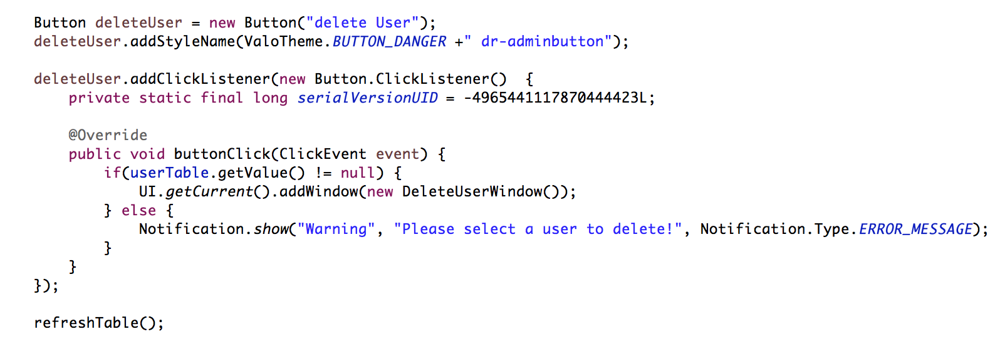 Button deleteUser = new Button("delete User");
deleteUser.addStyleName(ValoTheme.BUTTON_DANGER +" dr-adminbutton");
deleteUser.addClickListener(new Button.ClickListener()  {
private static final long serialVersionUID = -4965441117870444423L;
@Override
public void buttonClick(ClickEvent event) {
if(userTable.getValue() != null) {
UI.getCurrent().addWindow(new DeleteUserWindow());
} else {
Notification.show("Warning", "Please select a user to delete!", Notification.Type.ERROR_MESSAGE);
}
}
});
refreshTable();